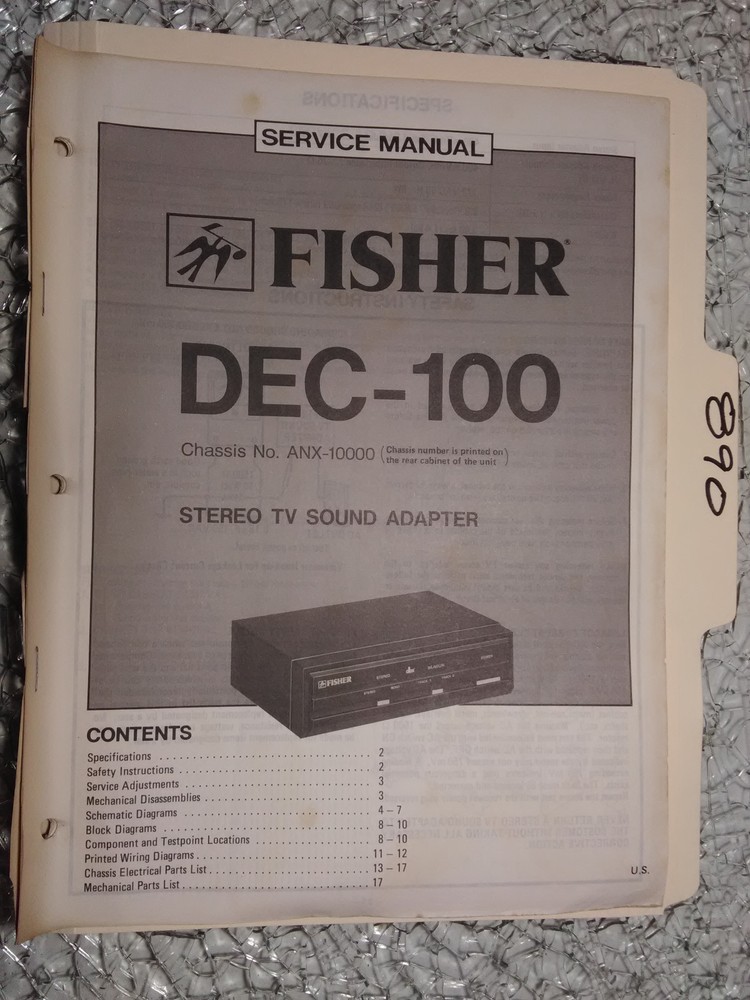 SERVICE MANUAL
FISHER®
DEC-100
Chassis No. ANX-10000 (Chassis number is printed on
the rear cabinet of the unit)
STEREO TV SOUND ADAPTER
FISHER
CONTENTS
Specifications . . . . . . . . . . . . . . . . . . . . . . . . . . . . . . . 2
Safety Instructions . . . . . . . . . . . . . . . . . . . . . . . . . . . . 2
Service Adjustments . . . . . . . . . . . . . . . . . . . . . . . . . . . 3
Mechanical Disassemblies . . . . . . . . . . . . . . . . . . . . . . . 3
Schematic Diagrams . . . . . . . . . . . . . . . . . . . . . . . . . . . 4 – 7
Block Diagrams . . . . . . . . . . . . . . . . . . . . . . . . . . . . . . 8 – 10
Component and Testpoint Locations . . . . . . . . . . . . . . . . 8 – 10
Printed Wiring Diagrams . . . . . . . . . . . . . . . . . . . . . . . . 11 – 12
Chassis Electrical Parts List . . . . . . . . . . . . . . . . . . . . . . 13 – 17
Mechanical Parts List . . . . . . . . . . . . . . . . . . . . . . . . . . 17
U.S.
890